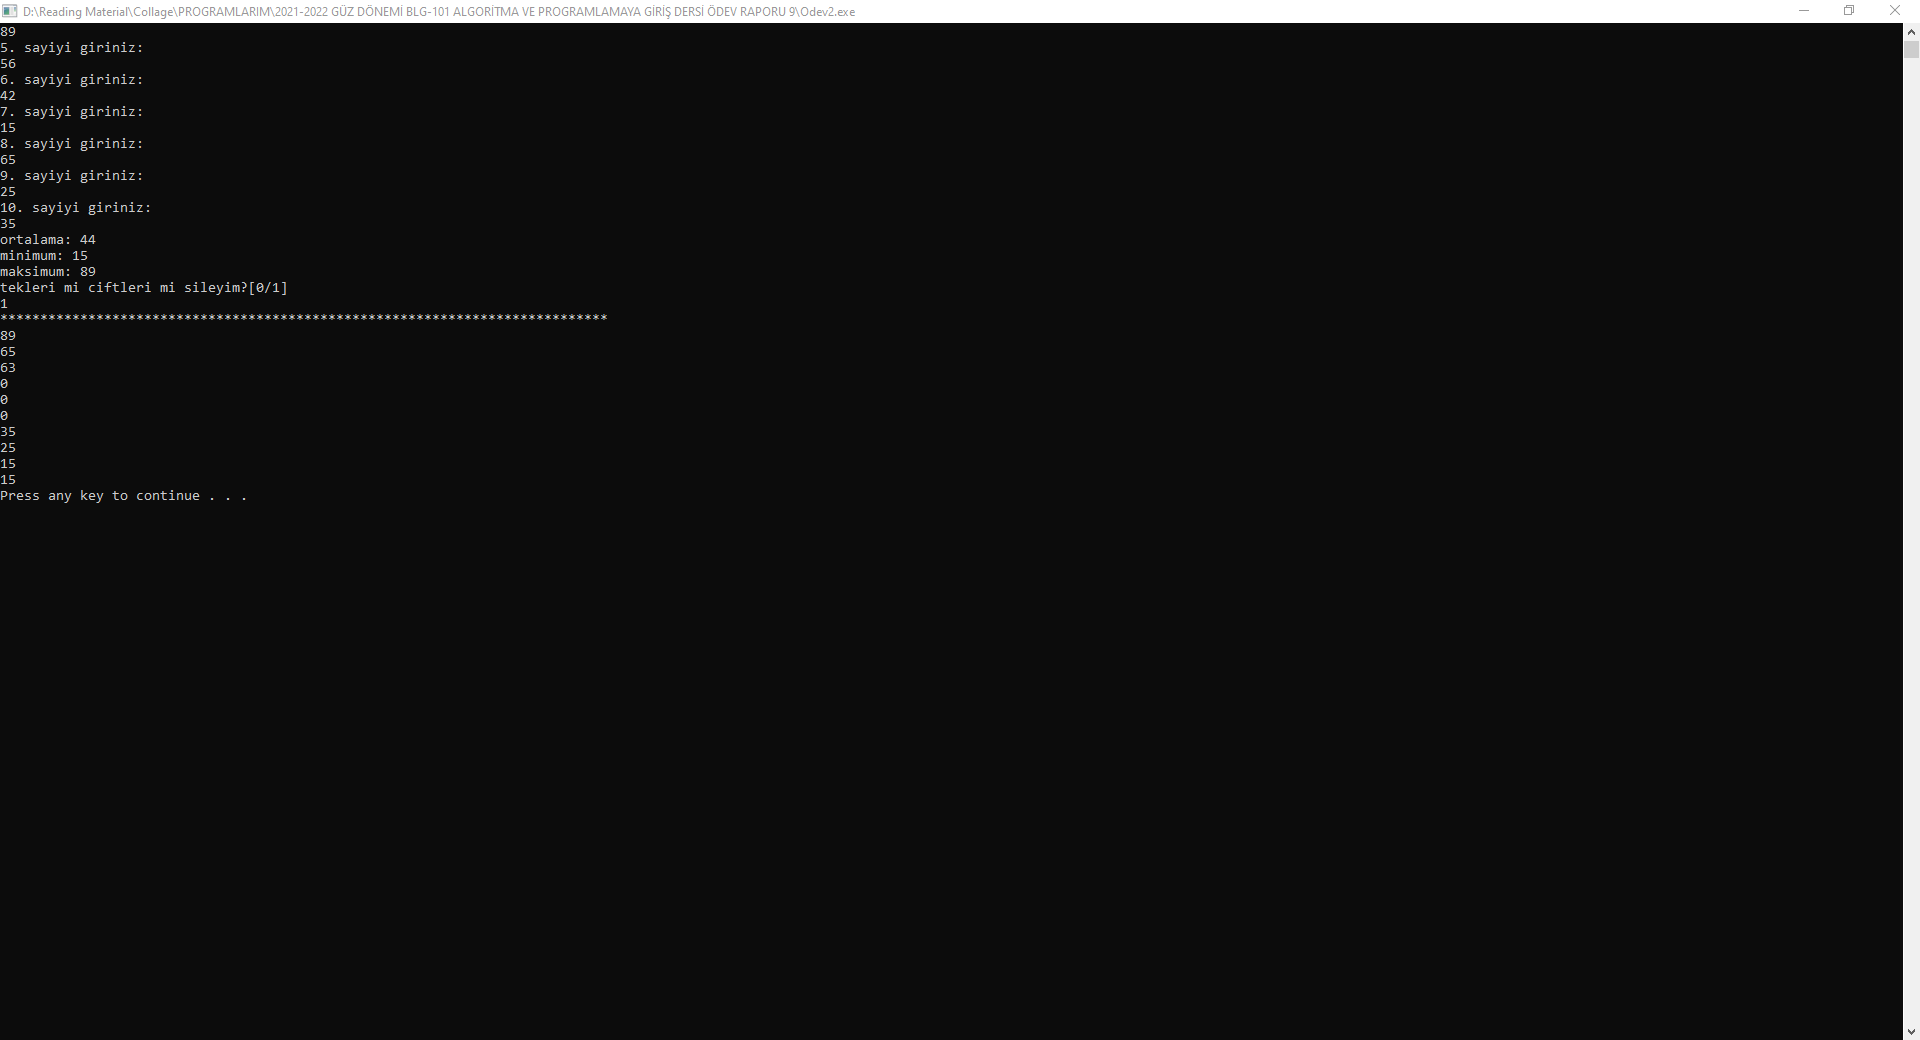 D:\Reading Material\Collage\PROGRAMLARIM\2021-2022 GÜZ DÖNEMİ BLG-101 ALGORİTMA VE PROGRAMLAMAYA GİRİŞ DERSİ ÖDEV RAPORU 9\Odev2.exe
89
5. sayiyi giriniz:
56
6. sayiyi giriniz:
42
7. sayiyi giriniz:
15
8. sayiyi giriniz:
65
9. sayiyi giriniz:
25
10. sayiyi giriniz:
35
ortalama: 44
minimum: 15
maksimum: 89
tekleri mi ciftleri mi sileyim?[0/1]
1
****************************************************************************
89
65
63
0
0
0
35
25
15
15
Press any key to continue . . .